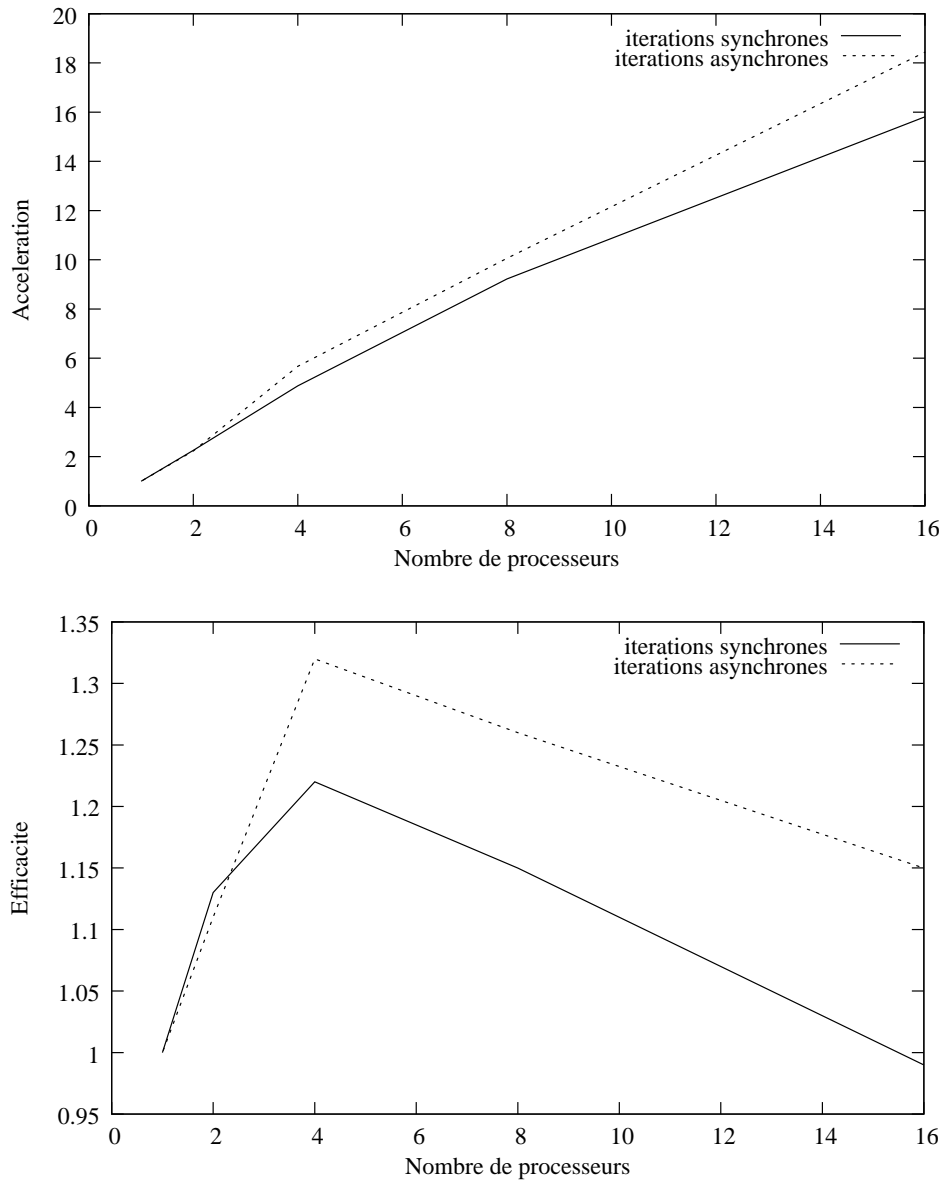 20
18
16
14
12
10
8
6
4
2
0
Acceleration
iterations synchrones
iterations asynchrones
0 2 4 6 8 10 12 14 16
Nombre de processeurs
1.35
1.3
1.25
1.2
1.15
1.1
1.05
1
0.95
Efficacite
iterations synchrones
iterations asynchrones
0 2 4 6 8 10 12 14 16
Nombre de processeurs